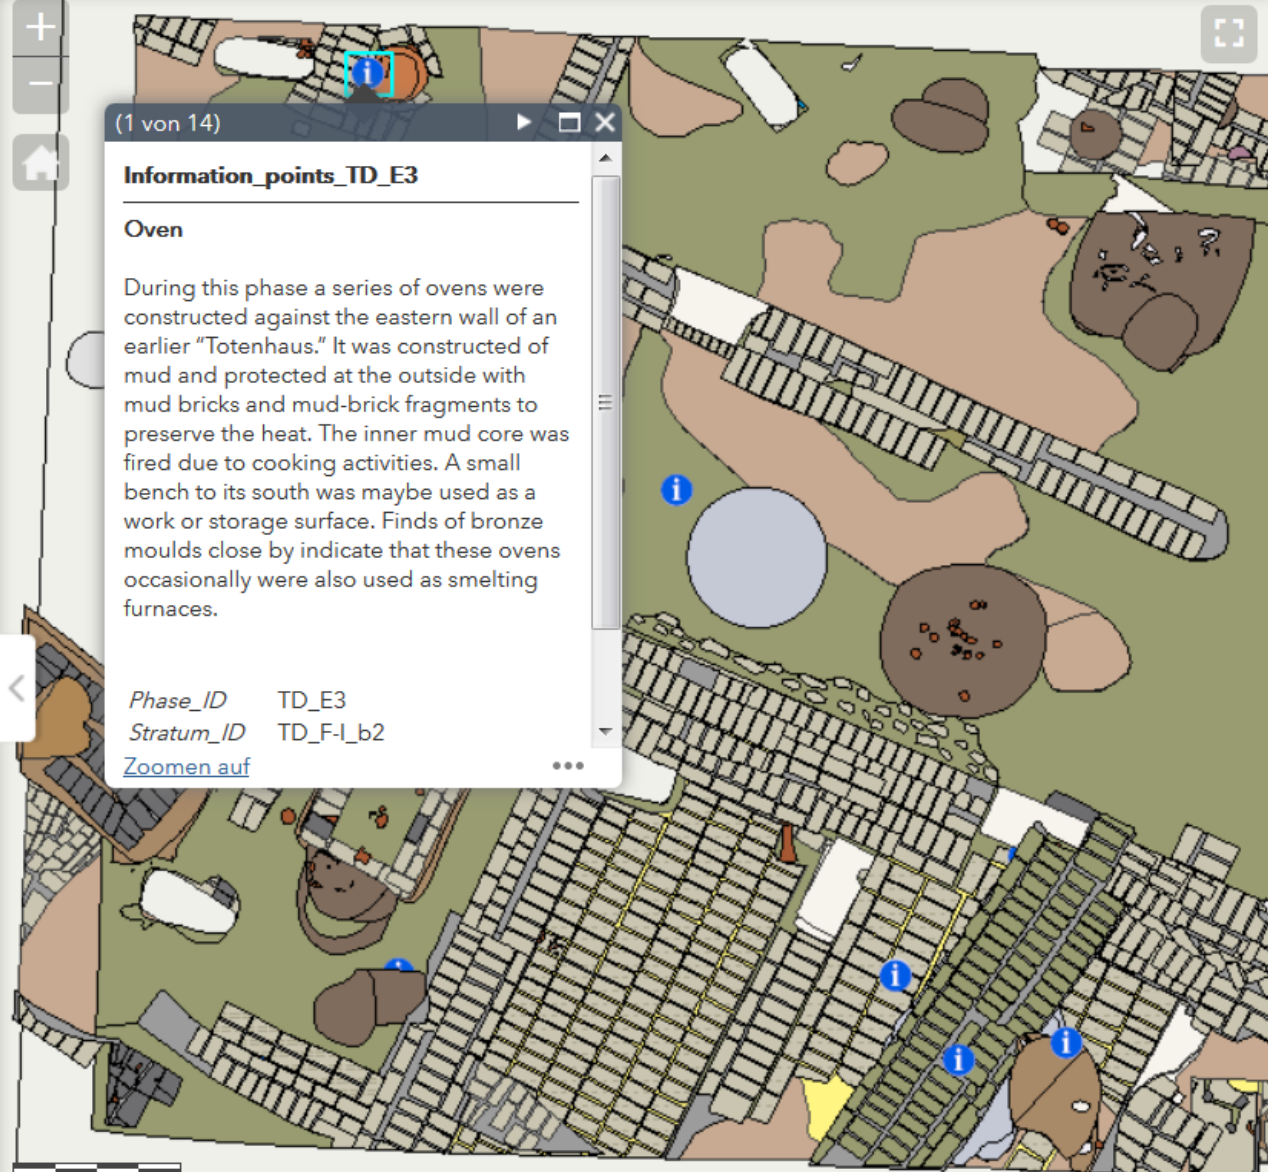 (1 von 14)
Information_points_TD_E3
Oven
During this phase a series of ovens were
constructed against the eastern wall of an
earlier “Totenhaus.” It was constructed of
mud and protected at the outside with
mud bricks and mud-brick fragments to
preserve the heat. The inner mud core was
fired due to cooking activities. A small
bench to its south was maybe used as a
work or storage surface. Finds of bronze
moulds close by indicate that these ovens
occasionally were also used as smelting
furnaces.
Phase_ID TD_E3
Stratum_ID TD_F-I_b2
Zoomen auf